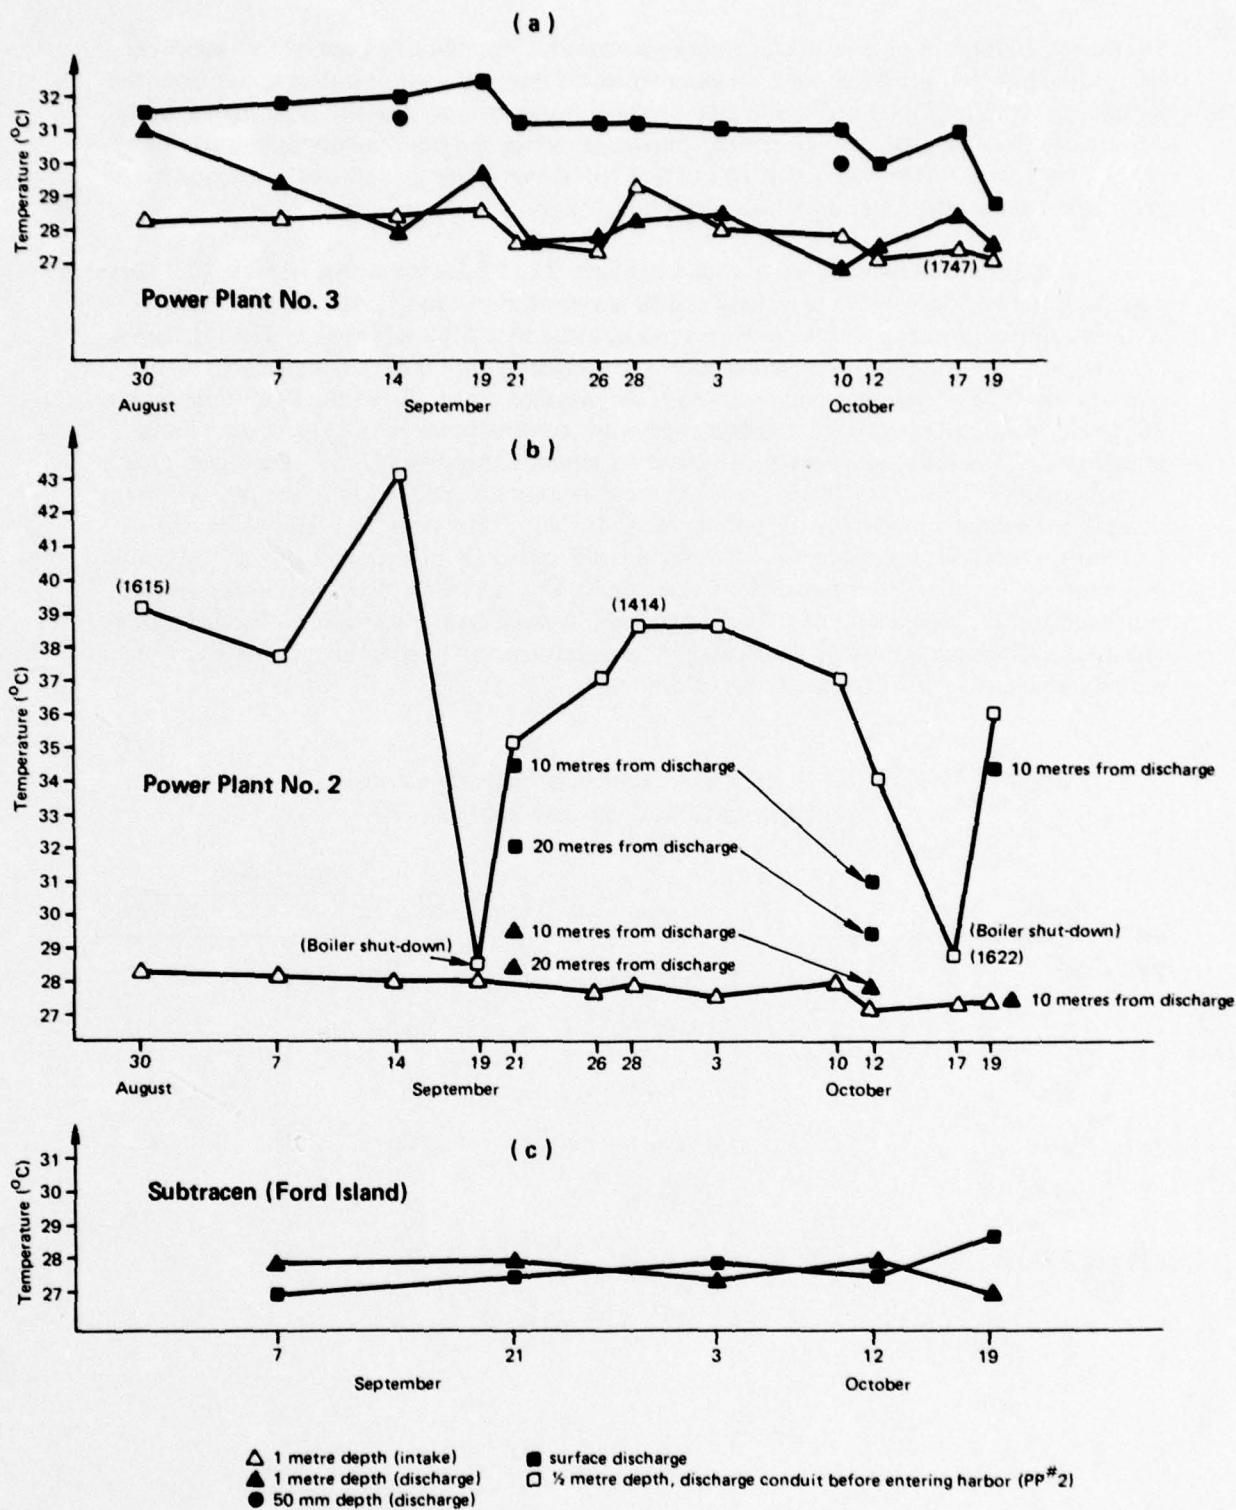 ( a )
32
31
30
29
28
27
Temperature (°C)
(1747)
Power Plant No. 3
30 7 14 19 21 26 28 3 10 12 17 19
August September October
( b )
43
42
41
40
39
38
37
36
35
34
33
32
31
30
29
28
27
Temperature (°C)
(1615)
(1414)
Power Plant No. 2
10 metres from discharge
10 metres from discharge
20 metres from discharge
10 metres from discharge
(Boiler shut-down)
(Boiler shut-down)
20 metres from discharge
(1622)
10 metres from discharge
30 7 14 19 21 26 28 3 10 12 17 19
August September October
( c )
31
30
29
28
27
Temperature (°C)
Subtracen (Ford Island)
7 21 3 12 19
September October
1 metre depth (intake)
1 metre depth (discharge)
50 mm depth (discharge)
surface discharge
½ metre depth, discharge conduit before entering harbor (PP#2)